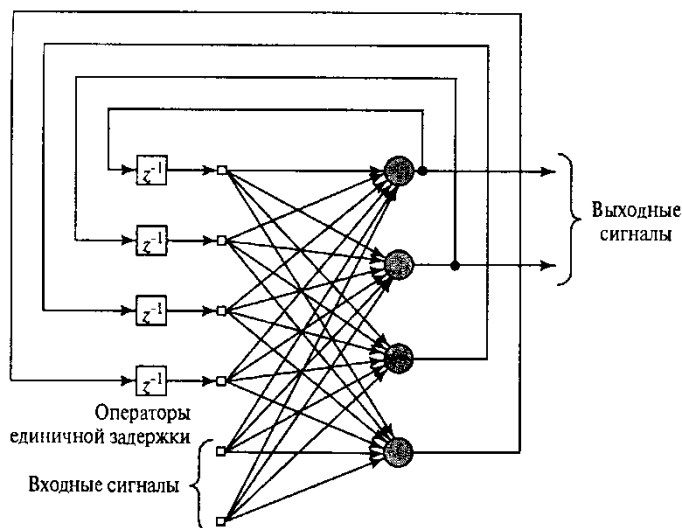 z⁻¹
z⁻¹
z⁻¹
z⁻¹
Выходные
сигналы
Операторы
единичной задержки
Входные сигналы